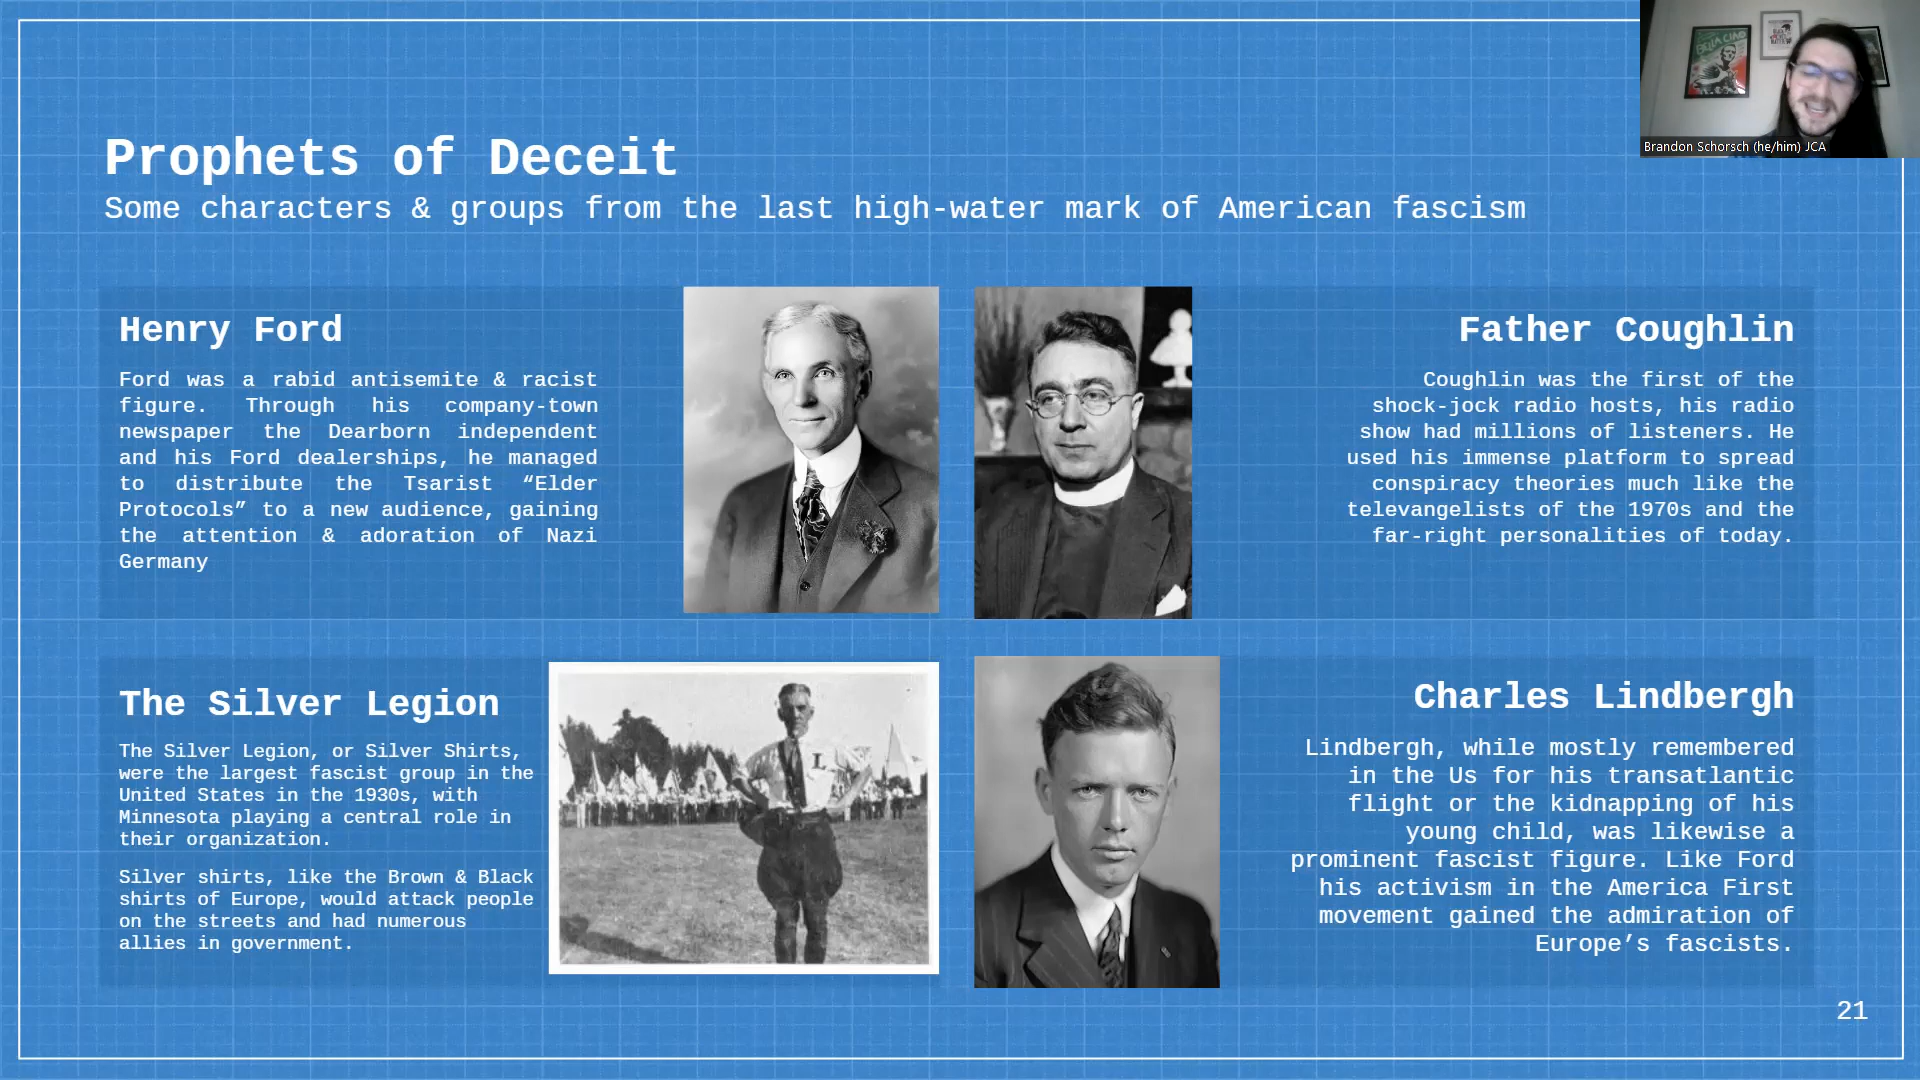 Prophets of Deceit
Some characters & groups from the last high-water mark of American fascism
BELLA CIAO
Brandon Schorsch (he/him) JCA
Henry Ford
Ford was a rabid antisemite & racist
figure. Through his company-town
newspaper the Dearborn independent
and his Ford dealerships, he managed
to distribute the Tsarist “Elder
Protocols” to a new audience, gaining
the attention & adoration of Nazi
Germany
Father Coughlin
Coughlin was the first of the
shock-jock radio hosts, his radio
show had millions of listeners. He
used his immense platform to spread
conspiracy theories much like the
televangelists of the 1970s and the
far-right personalities of today.
The Silver Legion
The Silver Legion, or Silver Shirts,
were the largest fascist group in the
United States in the 1930s, with
Minnesota playing a central role in
their organization.
Silver shirts, like the Brown & Black
shirts of Europe, would attack people
on the streets and had numerous
allies in government.
L
Charles Lindbergh
Lindbergh, while mostly remembered
in the Us for his transatlantic
flight or the kidnapping of his
young child, was likewise a
prominent fascist figure. Like Ford
his activism in the America First
movement gained the admiration of
Europe’s fascists.
21